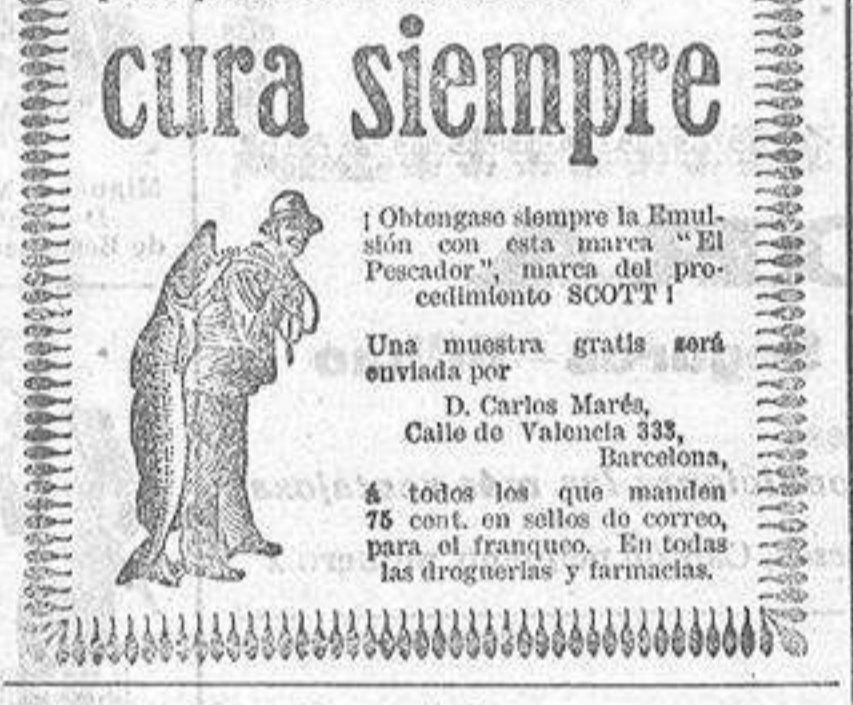 cura siempre
¡ Obtengase siempre la Emul-
sión con esta marca "El
Pescador", marca del pro-
cedimiento SCOTT !
Una muestra gratis será
enviada por
D. Carlos Marés,
Calle de Valencia 333,
Barcelona,
á todos los que manden
75 cent. en sellos de correo,
para el franqueo. En todas
las droguerias y farmacias.